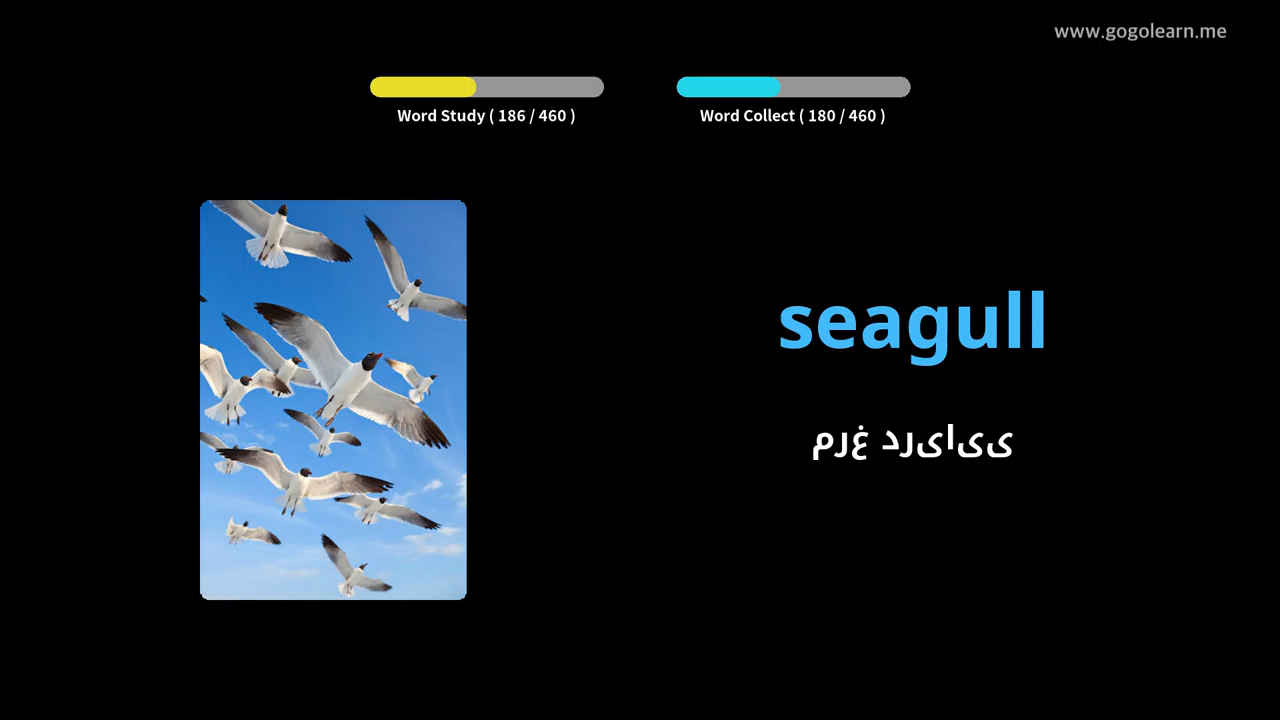 www.gogolearn.me
Word Study ( 186 / 460 )
Word Collect ( 180 / 460 )
seagull
مرغ دریایی